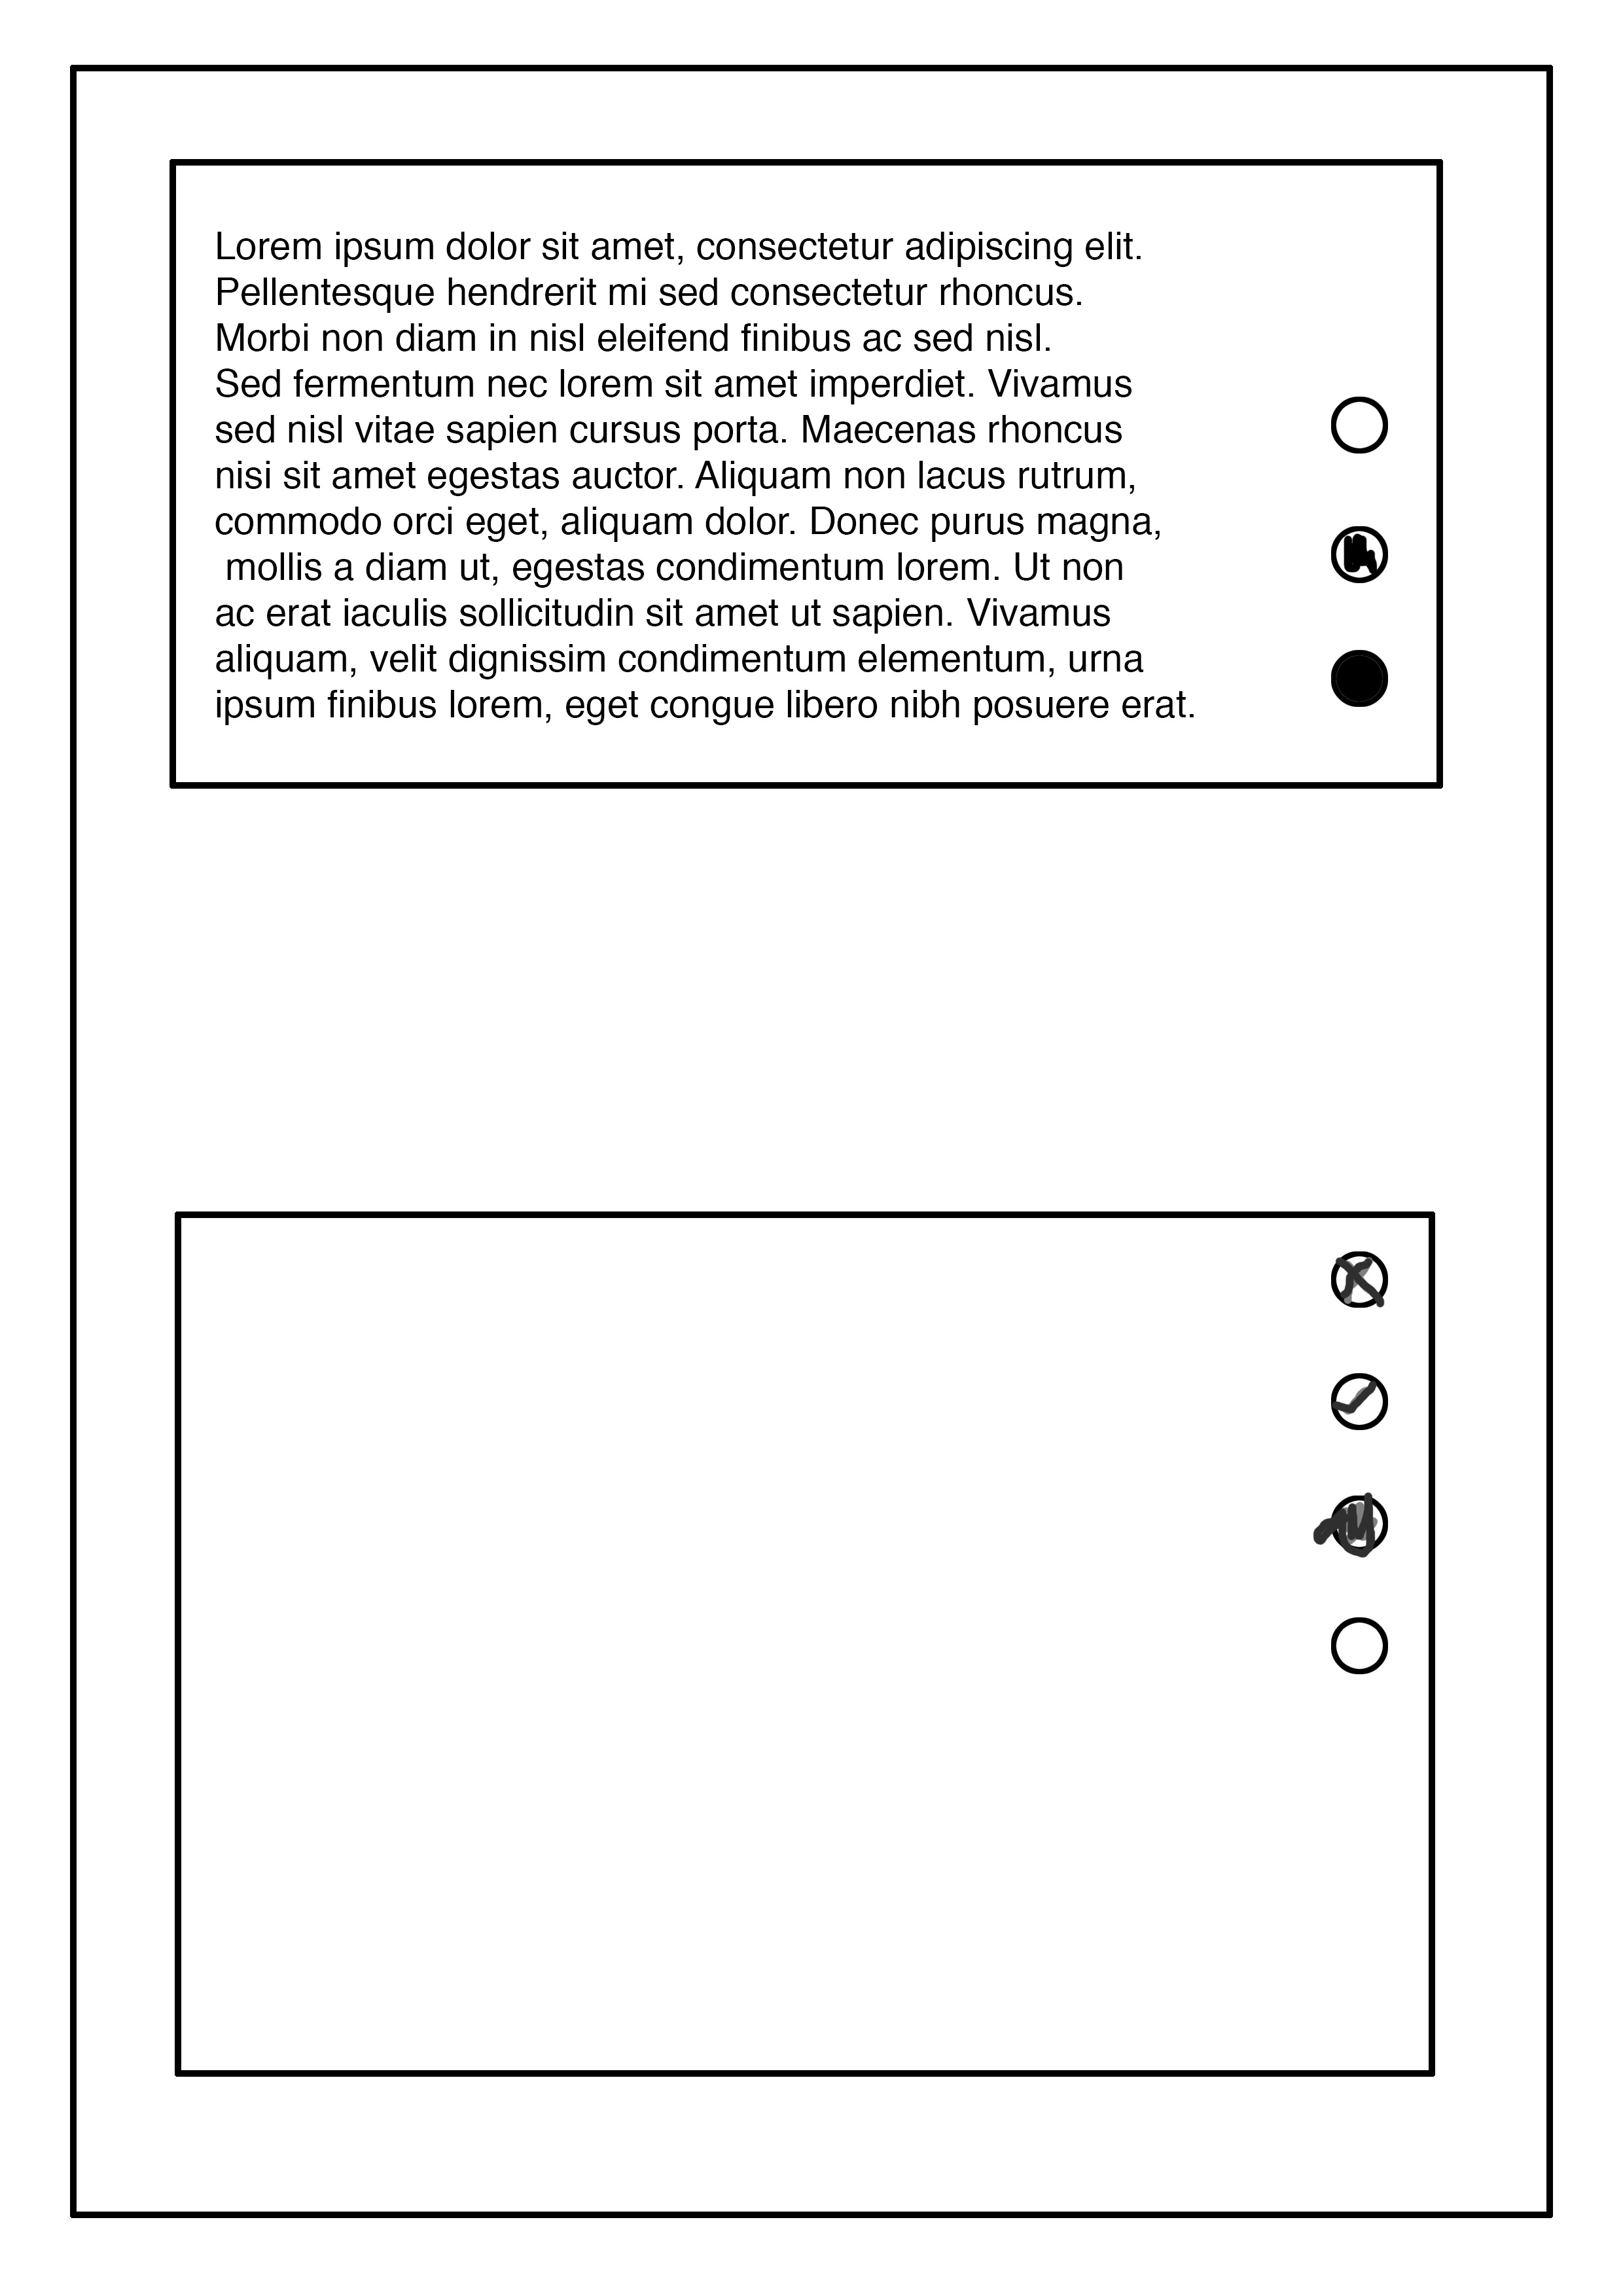 Lorem ipsum dolor sit amet, consectetur adipiscing elit.
Pellentesque hendrerit mi sed consectetur rhoncus.
Morbi non diam in nisl eleifend finibus ac sed nisl.
Sed fermentum nec lorem sit amet imperdiet. Vivamus
sed nisl vitae sapien cursus porta. Maecenas rhoncus
nisi sit amet egestas auctor. Aliquam non lacus rutrum,
commodo orci eget, aliquam dolor. Donec purus magna,
mollis a diam ut, egestas condimentum lorem. Ut non
ac erat iaculis sollicitudin sit amet ut sapien. Vivamus
aliquam, velit dignissim condimentum elementum, urna
ipsum finibus lorem, eget congue libero nibh posuere erat.